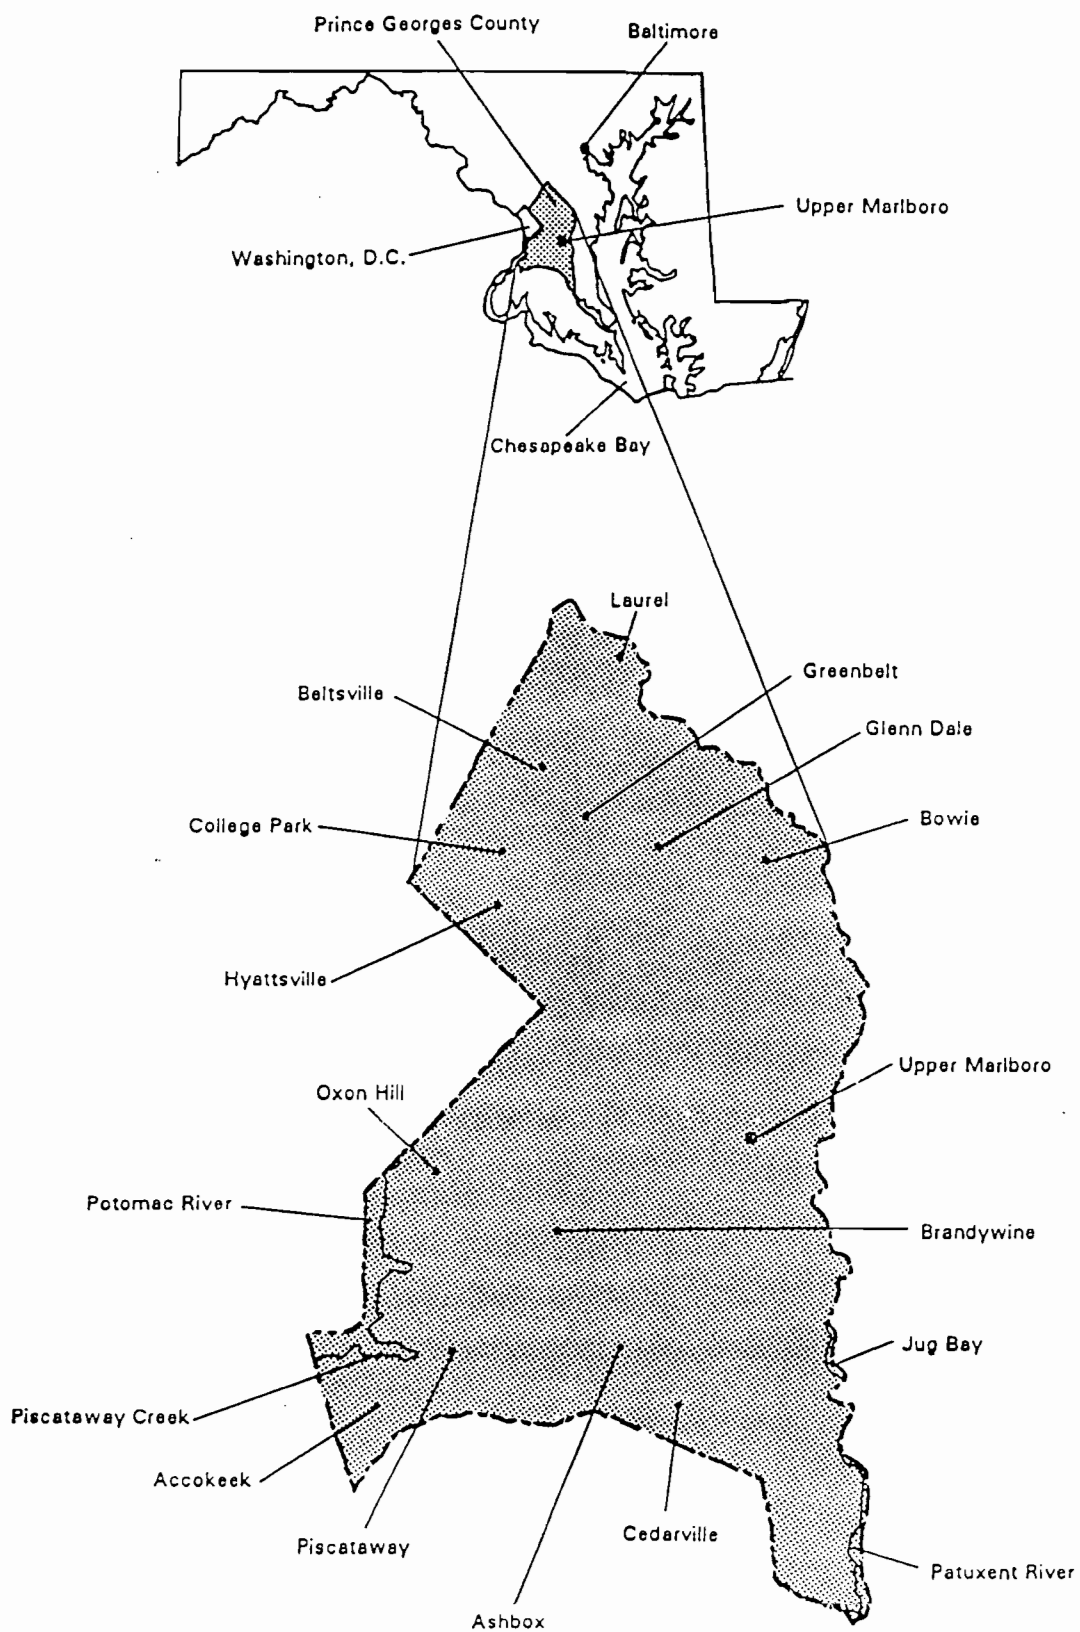 Prince Georges County
Baltimore
Upper Marlboro
Washington, D.C.
Chesapeake Bay
Laurel
Greenbelt
Beltsville
Glenn Dale
College Park
Bowie
Hyattsville
Upper Marlboro
Oxon Hill
Potomac River
Brandywine
Jug Bay
Piscataway Creek
Accokeek
Cedarville
Piscataway
Patuxent River
Ashbox